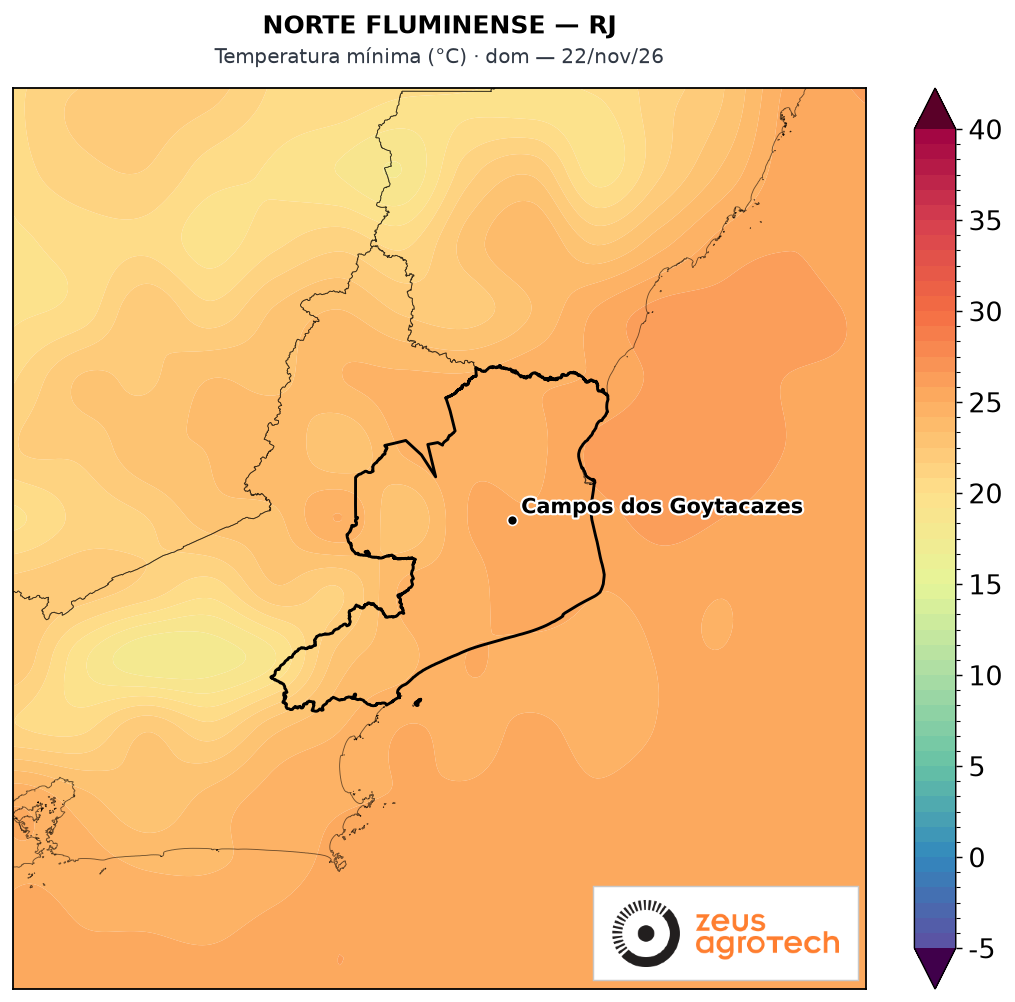 NORTE FLUMINENSE — RJ
Temperatura mínima (°C) · dom — 22/nov/26
40
35
30
25
20
15
10
5
0
-5
Campos dos Goytacazes
zeus
agrotech